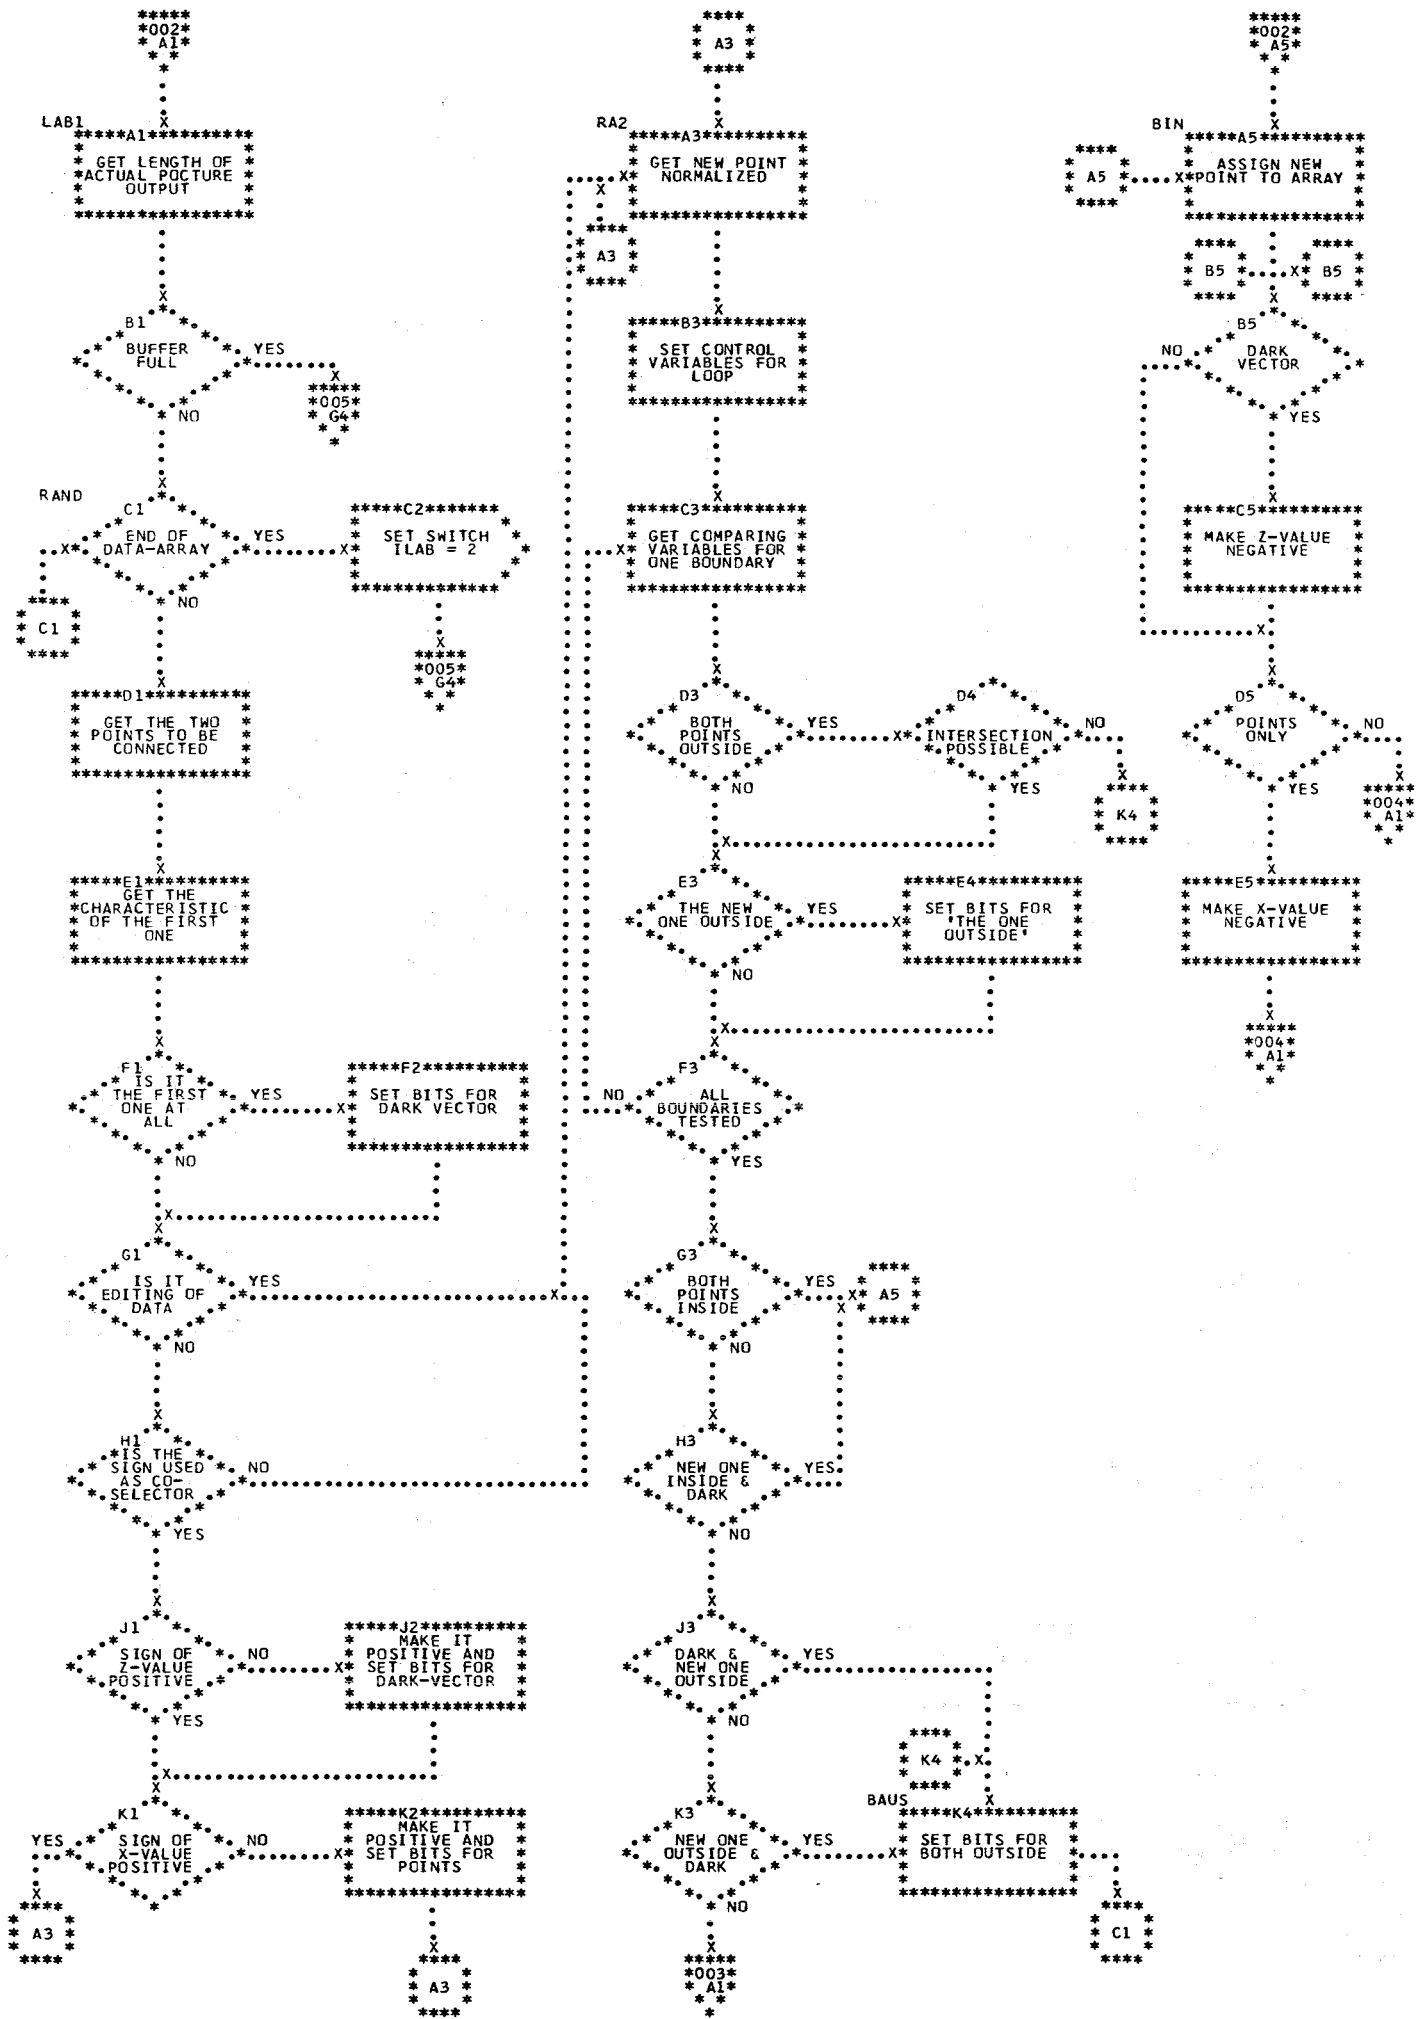 *002*
A1*
LAB1
A1
GET LENGTH OF
ACTUAL POCTURE
OUTPUT
B1
BUFFER
FULL
YES
*005*
G4*
NO
RAND
C1
END OF
DATA-ARRAY
YES
C2
SET SWITCH
ILAB = 2
NO
C1
*005*
G4*
D1
GET THE TWO
POINTS TO BE
CONNECTED
E1
GET THE
CHARACTERISTIC
OF THE FIRST
ONE
F1
IS IT
THE FIRST
ONE AT
ALL
YES
F2
SET BITS FOR
DARK VECTOR
NO
G1
IS IT
EDITING OF
DATA
YES
NO
H1
IS THE
SIGN USED
AS CO-
SELECTOR
NO
YES
J1
SIGN OF
Z-VALUE
POSITIVE
NO
J2
MAKE IT
POSITIVE AND
SET BITS FOR
DARK-VECTOR
YES
K1
SIGN OF
X-VALUE
POSITIVE
YES
NO
K2
MAKE IT
POSITIVE AND
SET BITS FOR
POINTS
A3
A3
A3
RA2
A3
GET NEW POINT
NORMALIZED
A3
B3
SET CONTROL
VARIABLES FOR
LOOP
C3
GET COMPARING
VARIABLES FOR
ONE BOUNDARY
D3
BOTH
POINTS
OUTSIDE
YES
D4
INTERSECTION
POSSIBLE
NO
NO
YES
K4
E3
THE NEW
ONE OUTSIDE
YES
E4
SET BITS FOR
'THE ONE
OUTSIDE'
NO
F3
ALL
BOUNDARIES
TESTED
NO
YES
G3
BOTH
POINTS
INSIDE
YES
A5
NO
H3
NEW ONE
INSIDE &
DARK
YES
NO
J3
DARK &
NEW ONE
OUTSIDE
YES
NO
K4
BAUS
K3
NEW ONE
OUTSIDE &
DARK
YES
K4
SET BITS FOR
BOTH OUTSIDE
NO
C1
*003*
A1*
*002*
A5*
BIN
A5
ASSIGN NEW
POINT TO ARRAY
A5
B5
B5
B5
DARK
VECTOR
NO
YES
C5
MAKE Z-VALUE
NEGATIVE
D5
POINTS
ONLY
NO
YES
*004*
A1*
E5
MAKE X-VALUE
NEGATIVE
*004*
A1*